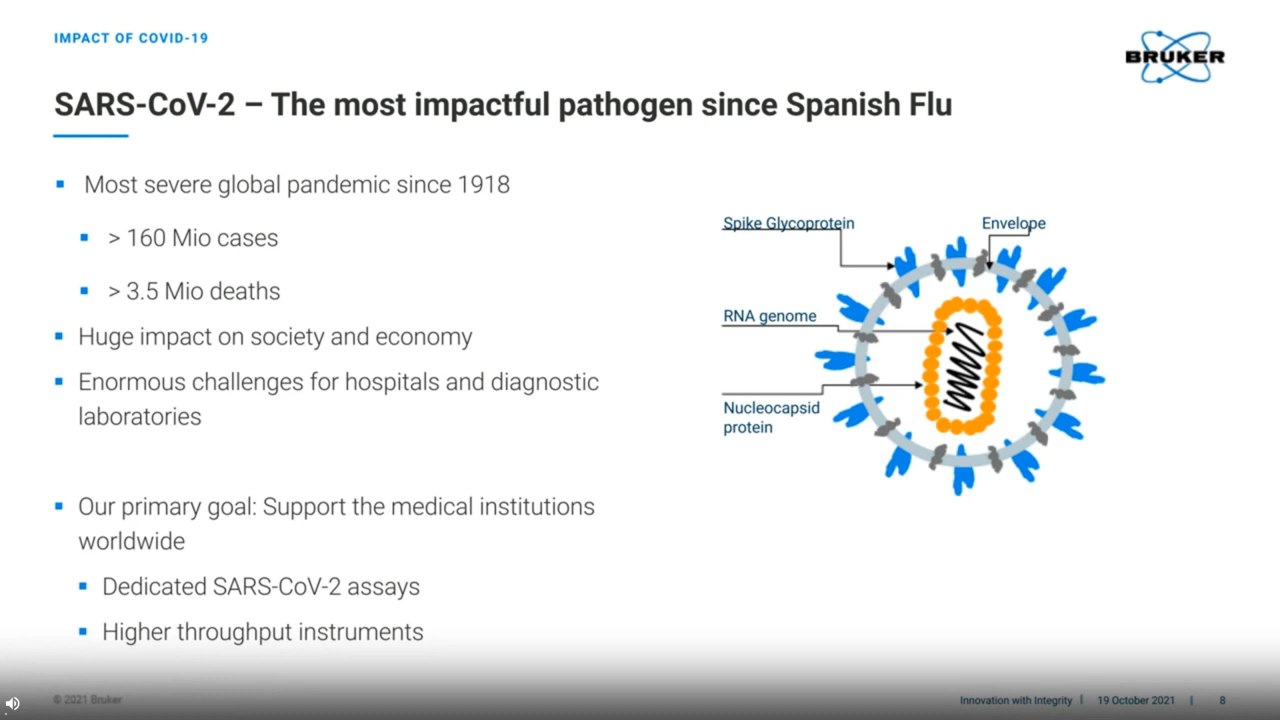 IMPACT OF COVID-19
BRUKER
SARS-CoV-2 – The most impactful pathogen since Spanish Flu
Most severe global pandemic since 1918
> 160 Mio cases
> 3.5 Mio deaths
Huge impact on society and economy
Enormous challenges for hospitals and diagnostic
laboratories
Our primary goal: Support the medical institutions
worldwide
Dedicated SARS-CoV-2 assays
Higher throughput instruments
Spike Glycoprotein
Envelope
RNA genome
Nucleocapsid
protein
© 2021 Bruker
Innovation with Integrity | 19 October 2021 | 8